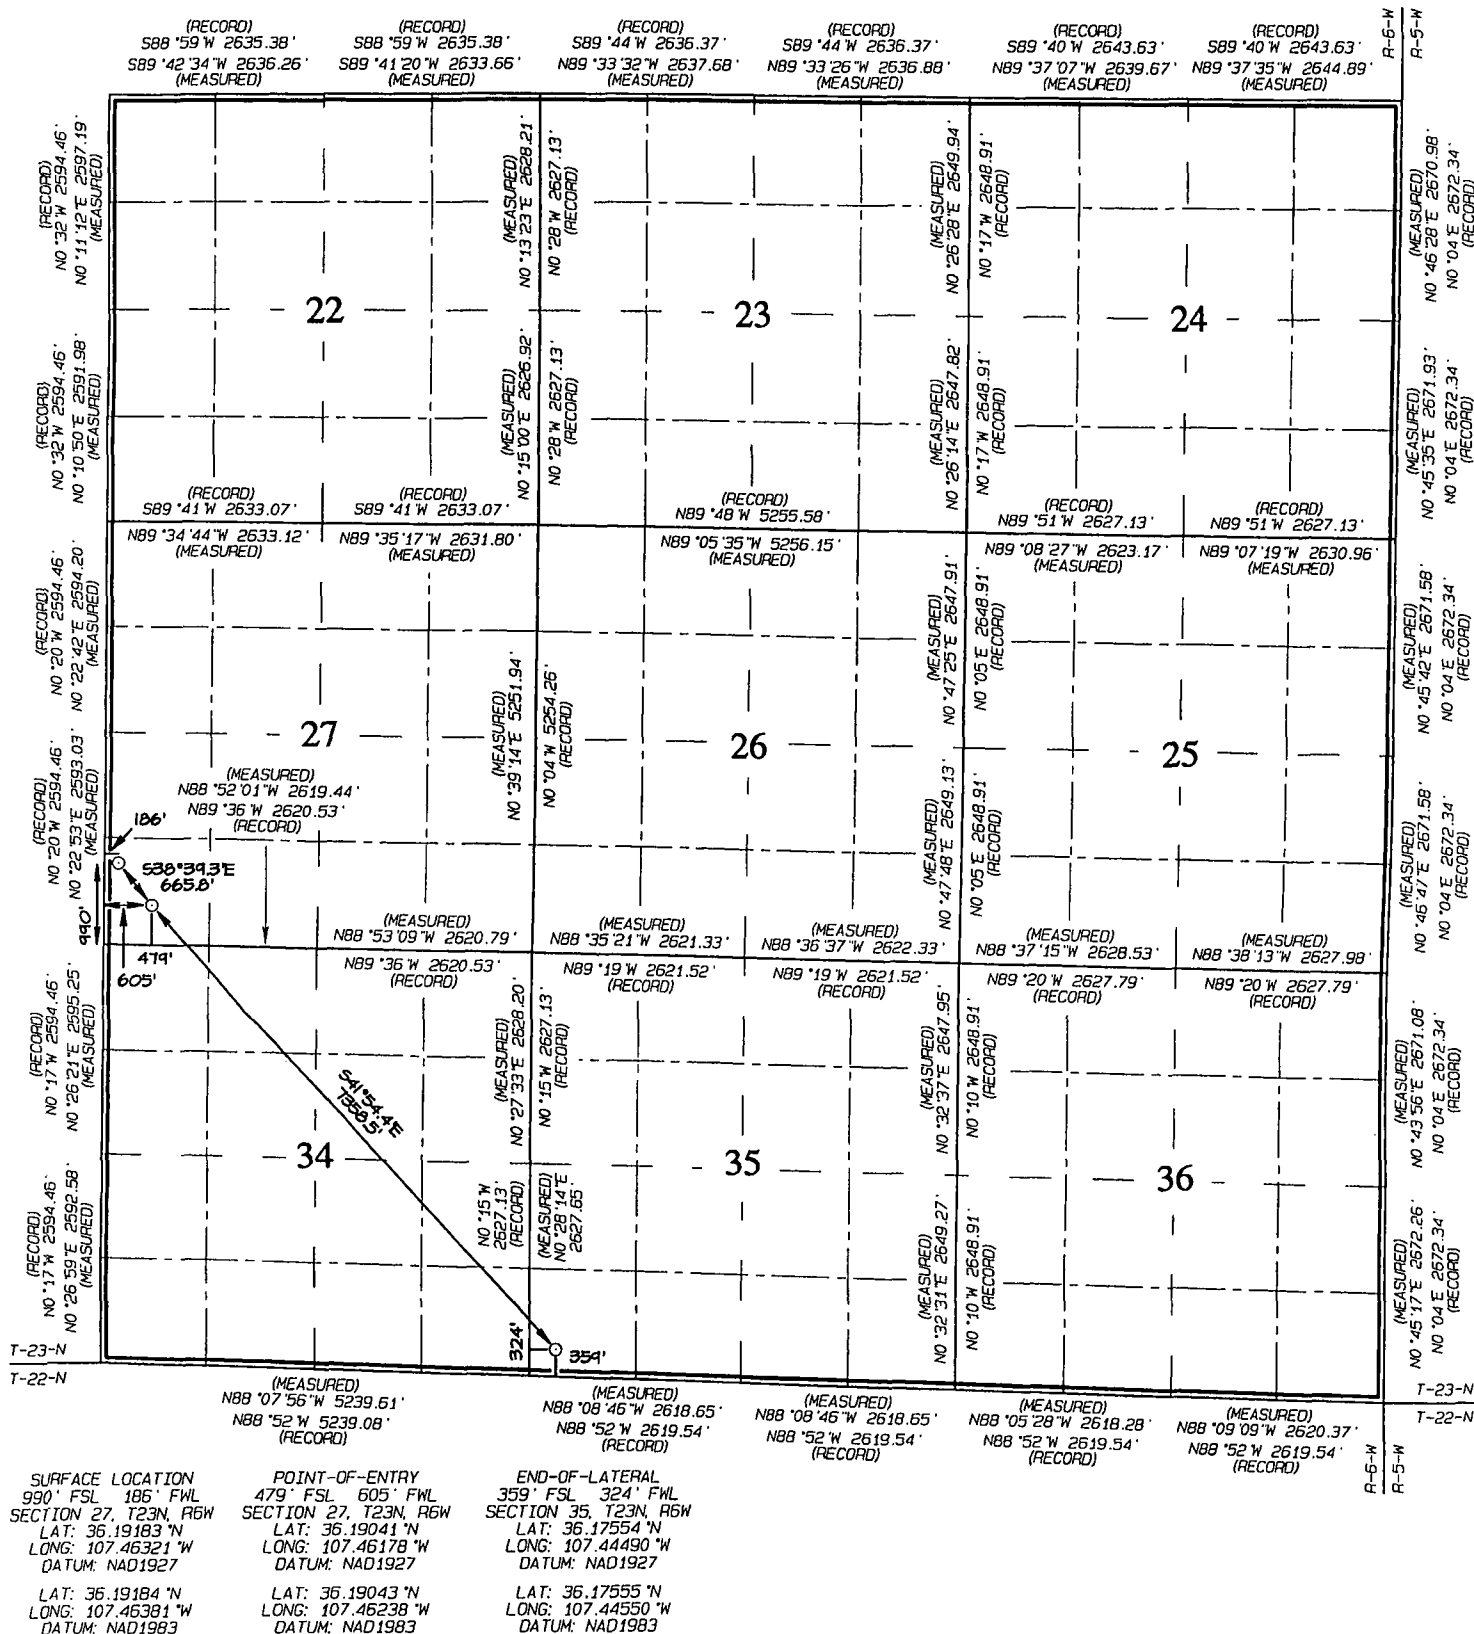 (RECORD)
S88°59'W 2635.38'
S89°42'34"W 2636.26'
(MEASURED)
(RECORD)
S88°59'W 2635.38'
S89°41'20"W 2633.66'
(MEASURED)
(RECORD)
S89°44'W 2636.37'
N89°33'32"W 2637.68'
(MEASURED)
(RECORD)
S89°44'W 2636.37'
N89°33'26"W 2636.88'
(MEASURED)
(RECORD)
S89°40'W 2643.63'
N89°37'07"W 2639.67'
(MEASURED)
(RECORD)
S89°40'W 2643.63'
N89°37'35"W 2644.89'
(MEASURED)
R-6-W
R-5-W
(RECORD)
N0°32'W 2594.46'
N0°11'12"E 2597.19'
(MEASURED)
(MEASURED)
N0°13'23"E 2628.21'
N0°28'W 2627.13'
(RECORD)
(MEASURED)
N0°26'28"E 2649.94'
N0°17'W 2648.91'
(RECORD)
(MEASURED)
N0°46'28"E 2670.98'
N0°04'E 2672.34'
(RECORD)
22
23
24
(RECORD)
N0°32'W 2594.46'
N0°10'50"E 2591.98'
(MEASURED)
(MEASURED)
N0°15'00"E 2626.92'
N0°28'W 2627.13'
(RECORD)
(MEASURED)
N0°26'14"E 2647.82'
N0°17'W 2648.91'
(RECORD)
(MEASURED)
N0°45'35"E 2671.93'
N0°04'E 2672.34'
(RECORD)
(RECORD)
S89°41'W 2633.07'
N89°34'44"W 2633.12'
(MEASURED)
(RECORD)
S89°41'W 2633.07'
N89°35'17"W 2631.80'
(MEASURED)
(RECORD)
N89°48'W 5255.58'
N89°05'35"W 5256.15'
(MEASURED)
(RECORD)
N89°51'W 2627.13'
N89°08'27"W 2623.17'
(MEASURED)
(RECORD)
N89°51'W 2627.13'
N89°07'19"W 2630.96'
(MEASURED)
(RECORD)
N0°20'W 2594.46'
N0°22'42"E 2594.20'
(MEASURED)
(MEASURED)
N0°39'14"E 5251.94'
N0°04'W 5254.26'
(RECORD)
(MEASURED)
N0°47'25"E 2647.91'
N0°05'E 2648.91'
(RECORD)
(MEASURED)
N0°45'42"E 2671.58'
N0°04'E 2672.34'
(RECORD)
27
26
25
(RECORD)
N0°20'W 2594.46'
N0°22'53"E 2593.03'
(MEASURED)
(MEASURED)
N88°52'01"W 2619.44'
N89°36'W 2620.53'
(RECORD)
(MEASURED)
N0°47'48"E 2649.13'
N0°05'E 2648.91'
(RECORD)
(MEASURED)
N0°46'47"E 2671.58'
N0°04'E 2672.34'
(RECORD)
186'
S38°39.3'E
665.8'
990'
479'
605'
(MEASURED)
N88°53'09"W 2620.79'
N89°36'W 2620.53'
(RECORD)
(MEASURED)
N88°35'21"W 2621.33'
N89°19'W 2621.52'
(RECORD)
(MEASURED)
N88°36'37"W 2622.33'
N89°19'W 2621.52'
(RECORD)
(MEASURED)
N88°37'15"W 2628.53'
N89°20'W 2627.79'
(RECORD)
(MEASURED)
N88°38'13"W 2627.98'
N89°20'W 2627.79'
(RECORD)
(RECORD)
N0°17'W 2594.46'
N0°26'21"E 2595.25'
(MEASURED)
S41°54.4'E
7358.5'
(MEASURED)
N0°27'33"E 2628.20'
N0°15'W 2627.13'
(RECORD)
(MEASURED)
N0°32'37"E 2647.95'
N0°10'W 2648.91'
(RECORD)
(MEASURED)
N0°43'56"E 2671.08'
N0°04'E 2672.34'
(RECORD)
34
35
36
(RECORD)
N0°17'W 2594.46'
N0°26'59"E 2592.58'
(MEASURED)
N0°15'W
2627.13'
(RECORD)
(MEASURED)
N0°28'14"E
2627.65'
(MEASURED)
N0°32'31"E 2649.27'
N0°10'W 2648.91'
(RECORD)
(MEASURED)
N0°45'17"E 2672.26'
N0°04'E 2672.34'
(RECORD)
324'
359'
T-23-N
T-22-N
T-23-N
T-22-N
(MEASURED)
N88°07'56"W 5239.61'
N88°52'W 5239.08'
(RECORD)
(MEASURED)
N88°08'46"W 2618.65'
N88°52'W 2619.54'
(RECORD)
(MEASURED)
N88°08'46"W 2618.65'
N88°52'W 2619.54'
(RECORD)
(MEASURED)
N88°05'28"W 2618.28'
N88°52'W 2619.54'
(RECORD)
(MEASURED)
N88°09'09"W 2620.37'
N88°52'W 2619.54'
(RECORD)
R-6-W
R-5-W
SURFACE LOCATION
990' FSL 186' FWL
SECTION 27, T23N, R6W
LAT: 36.19183°N
LONG: 107.46321°W
DATUM: NAD1927
LAT: 36.19184°N
LONG: 107.46381°W
DATUM: NAD1983
POINT-OF-ENTRY
479' FSL 605' FWL
SECTION 27, T23N, R6W
LAT: 36.19041°N
LONG: 107.46178°W
DATUM: NAD1927
LAT: 36.19043°N
LONG: 107.46238°W
DATUM: NAD1983
END-OF-LATERAL
359' FSL 324' FWL
SECTION 35, T23N, R6W
LAT: 36.17554°N
LONG: 107.44490°W
DATUM: NAD1927
LAT: 36.17555°N
LONG: 107.44550°W
DATUM: NAD1983